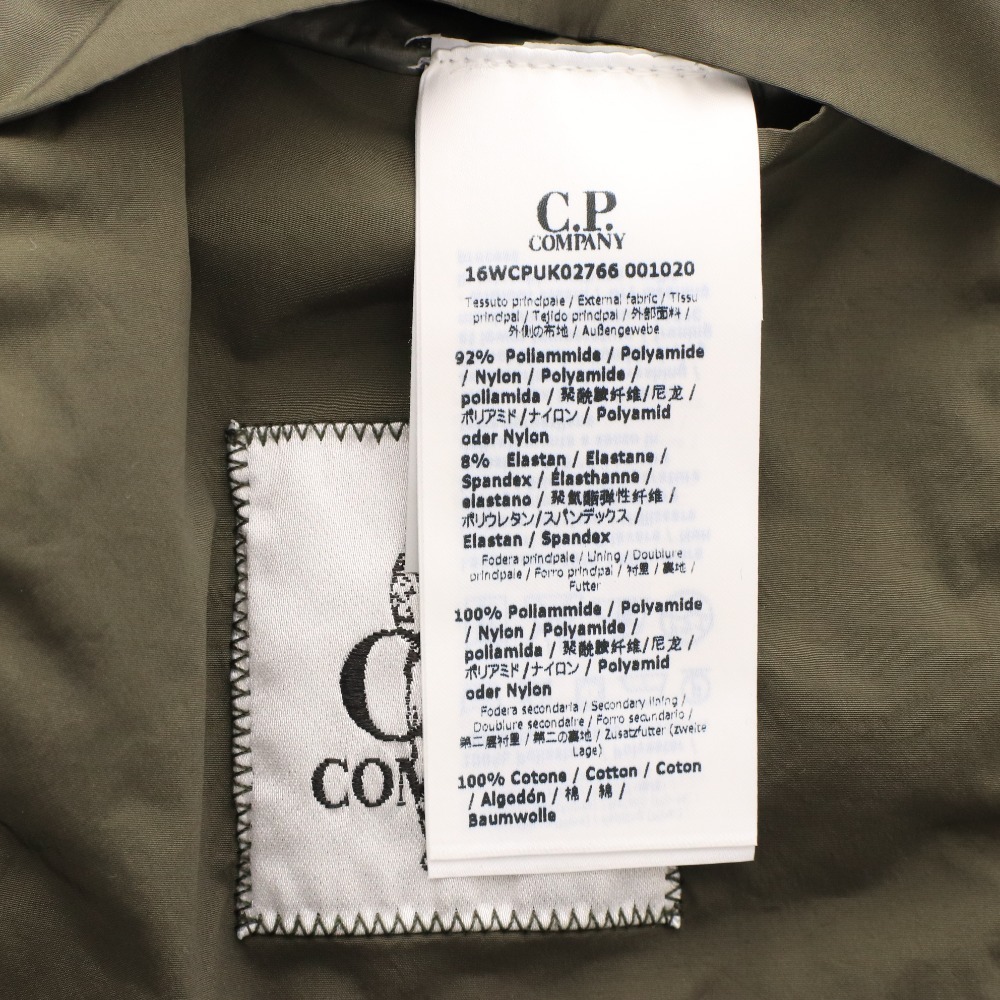 C.P.
COMPANY
16WCPUK02766 001020
Tessuto principale / External fabric / Tissu
principal / Tejido principal / 外部面料 /
外側の布地 / Außengewebe
92% Poliammide / Polyamide
/ Nylon / Polyamide /
poliamida / 聚酰胺纤维/尼龙 /
ポリアミド/ナイロン / Polyamid
oder Nylon
8% Elastan / Elastane /
Spandex / Élasthanne /
elastano / 聚氨酯弹性纤维 /
ポリウレタン/スパンデックス /
Elastan / Spandex
Fodera principale / Lining / Doublure
principale / Forro principal / 衬里 / 裏地 /
Futter
100% Poliammide / Polyamide
/ Nylon / Polyamide /
poliamida / 聚酰胺纤维/尼龙 /
ポリアミド/ナイロン / Polyamid
oder Nylon
Fodera secondaria / Secondary lining /
Doublure secondaire / Forro secundario /
第二层衬里 / 第二の裏地 / Zusatzfutter (zweite
Lage)
100% Cotone / Cotton / Coton
/ Algodón / 棉 / 綿 /
Baumwolle
C
COM